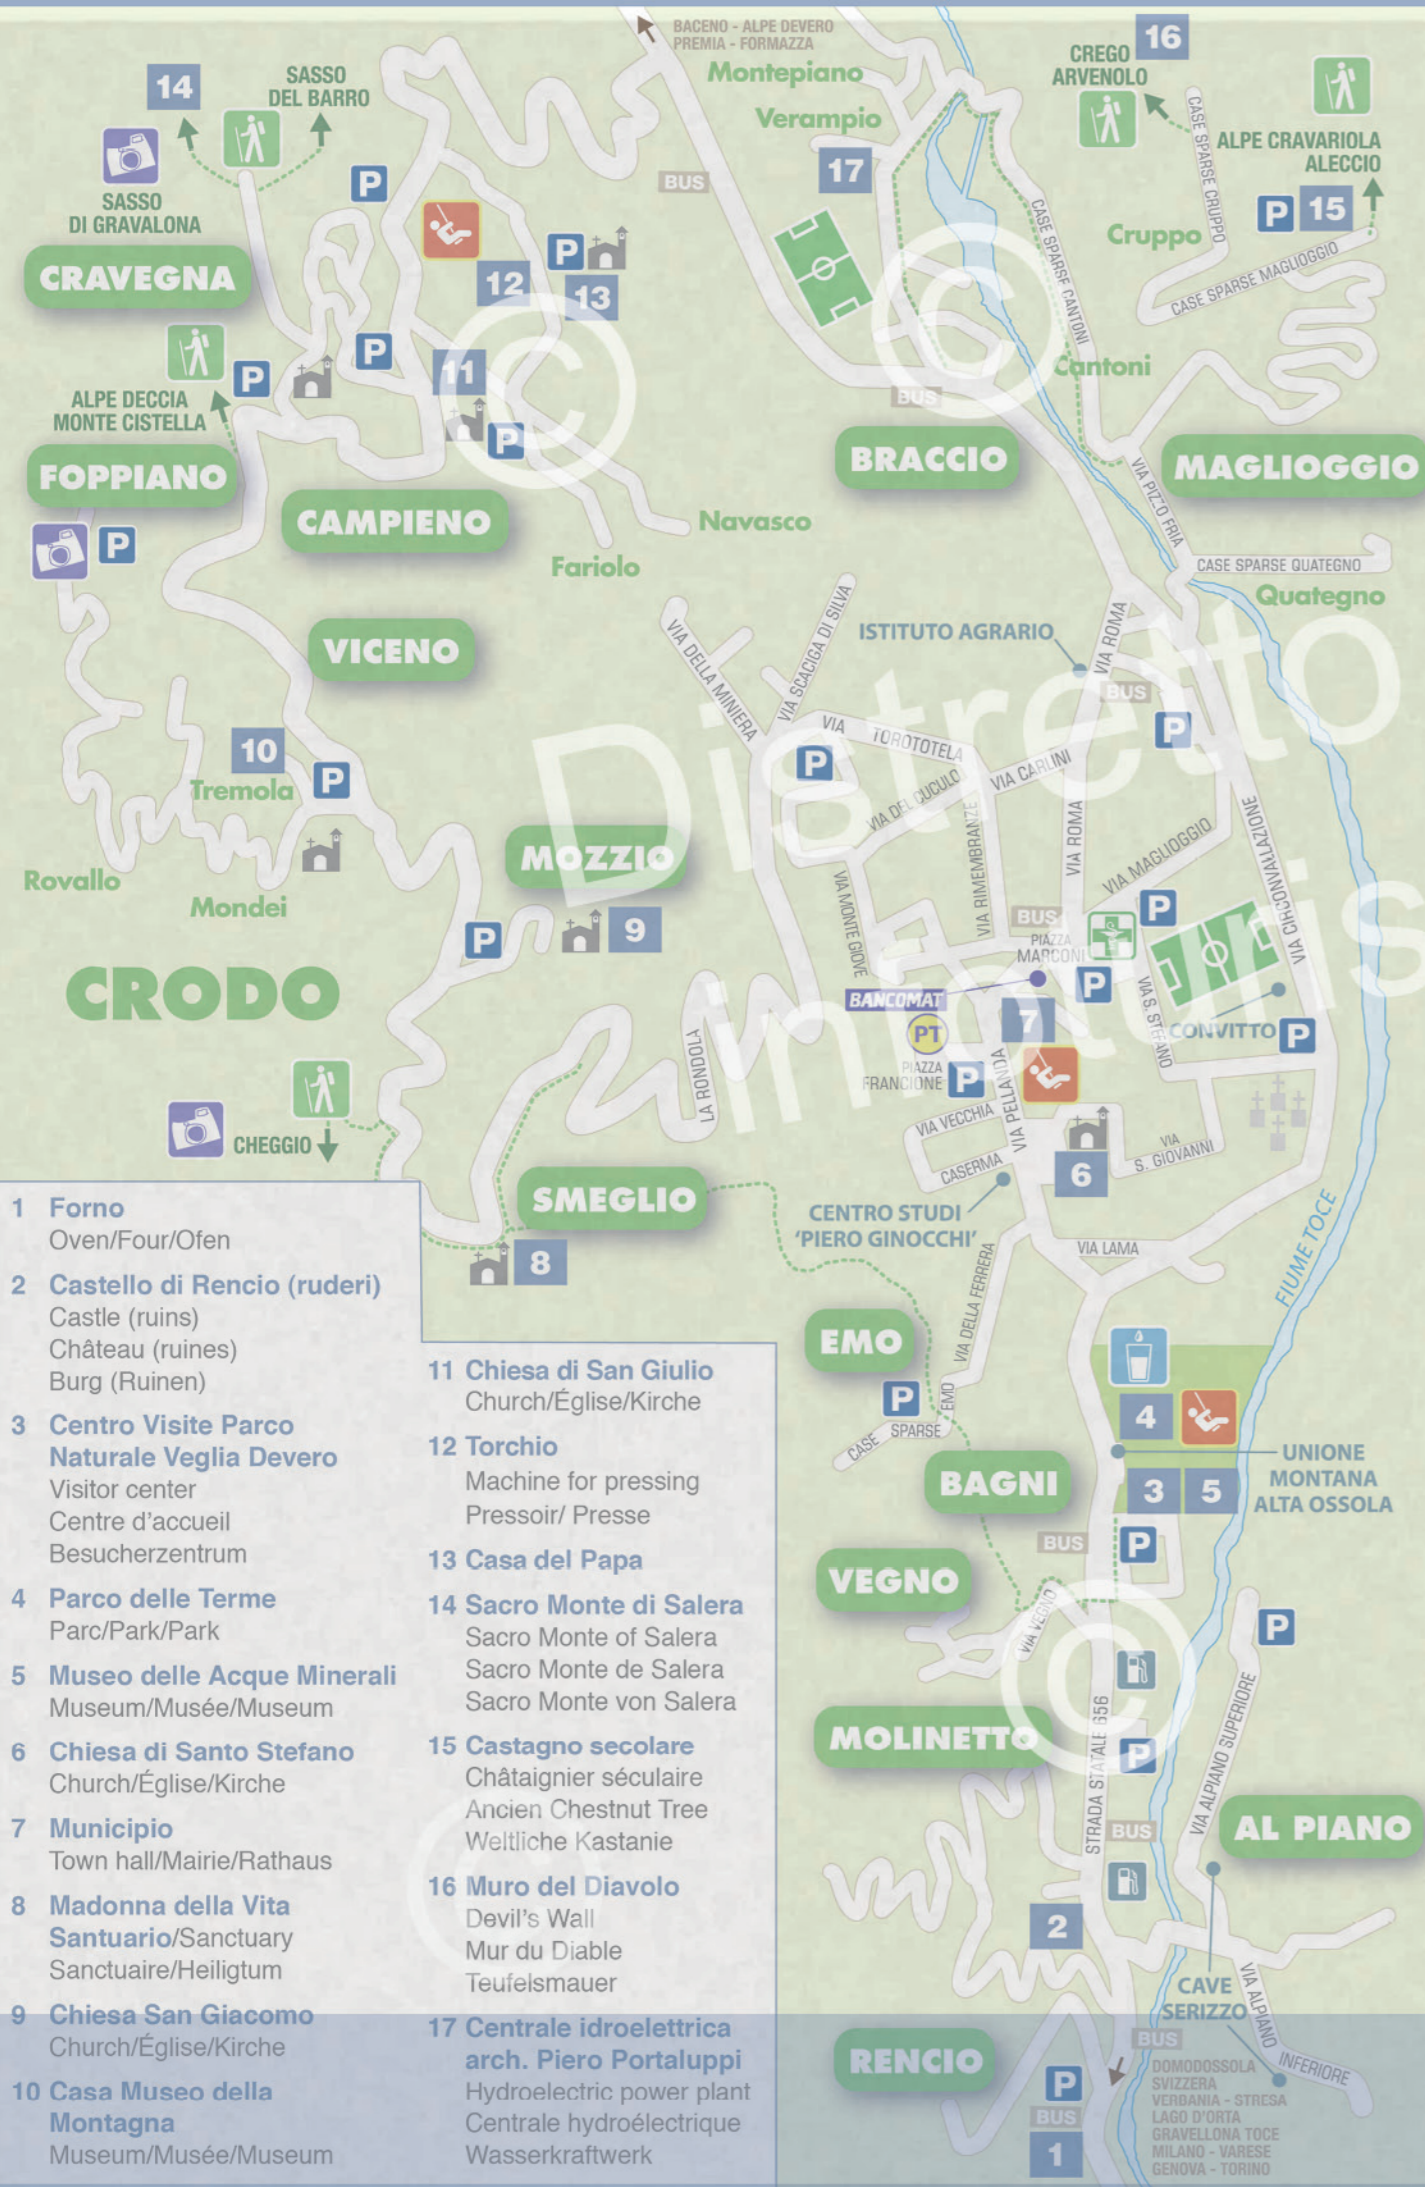 BACENO - ALPE DEVERO
PREMIA - FORMAZZA
16
CREGO
ARVENOLO
14
SASSO
DEL BARRO
Montepiano
Verampio
17
CASE SPARSE CRUPPO
ALPE CRAVARIOLA
ALECCIO
P
15
SASSO
DI GRAVALONA
P
BUS
CASE SPARSE CANTONI
Cruppo
CRAVEGNA
12
P
13
CASE SPARSE MAGLIOGGIO
©
©
P
P
11
P
Cantoni
BUS
ALPE DECCIA
MONTE CISTELLA
FOPPIANO
BRACCIO
MAGLIOGGIO
VIA PIZZO FRIA
P
CAMPIENO
Navasco
Fariolo
CASE SPARSE QUATEGNO
Quategno
VICENO
VIA DELLA MINIERA
VIA SCACIGA DI SILVA
ISTITUTO AGRARIO
VIA ROMA
BUS
P
10
Tremola
P
P
VIA TOROTOTELA
VIA CARLINI
VIA DEL CUCULO
VIA RIMEMBRANZE
VIA ROMA
VIA MAGLIOGGIO
VIA CIRCONVALLAZIONE
Distretto
MOZZIO
Rovallo
Mondei
VIA MONTE GIOVE
P
9
BUS
PIAZZA
MARCONI
P
P
CRODO
BANCOMAT
PT
7
VIA S. STEFANO
CONVITTO
P
PIAZZA
FRANCIONE
P
VIA PELLANDA
LA RONDOLA
VIA VECCHIA
CASERMA
VIA
S. GIOVANNI
CHEGGIO
SMEGLIO
6
CENTRO STUDI
'PIERO GINOCCHI'
8
VIA LAMA
VIA DELLA FERRERA
FIUME TOCE
EMO
P
EMO
CASE SPARSE
4
UNIONE
MONTANA
ALTA OSSOLA
BAGNI
3
5
BUS
P
VEGNO
VIA VEGNO
P
©
MOLINETTO
STRADA STATALE 656
P
VIA ALPIANO SUPERIORE
BUS
AL PIANO
2
CAVE
SERIZZO
VIA ALPIANO INFERIORE
RENCIO
BUS
P
BUS
1
DOMODOSSOLA
SVIZZERA
VERBANIA - STRESA
LAGO D'ORTA
GRAVELLONA TOCE
MILANO - VARESE
GENOVA - TORINO
1 Forno
Oven/Four/Ofen
2 Castello di Rencio (ruderi)
Castle (ruins)
Château (ruines)
Burg (Ruinen)
3 Centro Visite Parco
Naturale Veglia Devero
Visitor center
Centre d'accueil
Besucherzentrum
4 Parco delle Terme
Parc/Park/Park
5 Museo delle Acque Minerali
Museum/Musée/Museum
6 Chiesa di Santo Stefano
Church/Église/Kirche
7 Municipio
Town hall/Mairie/Rathaus
8 Madonna della Vita
Santuario/Sanctuary
Sanctuaire/Heiligtum
9 Chiesa San Giacomo
Church/Église/Kirche
10 Casa Museo della
Montagna
Museum/Musée/Museum
11 Chiesa di San Giulio
Church/Église/Kirche
12 Torchio
Machine for pressing
Pressoir/ Presse
13 Casa del Papa
14 Sacro Monte di Salera
Sacro Monte of Salera
Sacro Monte de Salera
Sacro Monte von Salera
15 Castagno secolare
Châtaignier séculaire
Ancien Chestnut Tree
Weltliche Kastanie
16 Muro del Diavolo
Devil's Wall
Mur du Diable
Teufelsmauer
17 Centrale idroelettrica
arch. Piero Portaluppi
Hydroelectric power plant
Centrale hydroélectrique
Wasserkraftwerk